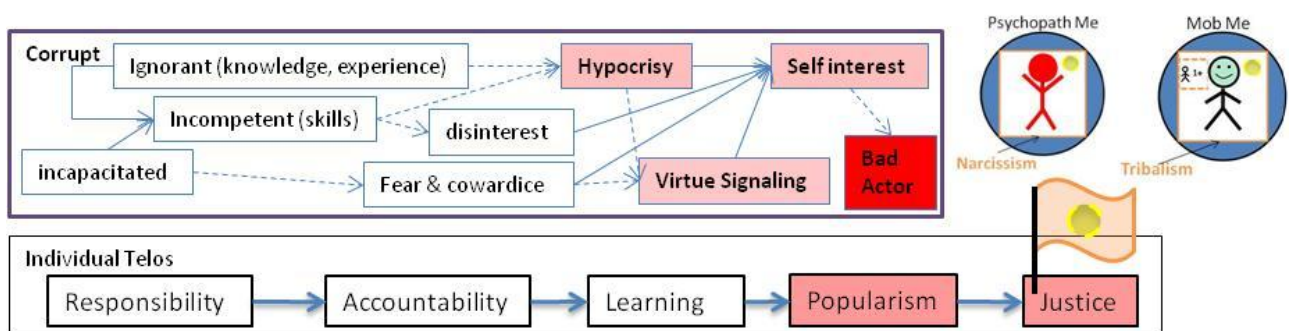 Psychopath Me
Mob Me
Corrupt
Ignorant (knowledge, experience)
Hypocrisy
Self interest
Incompetent (skills)
disinterest
incapacitated
Fear & cowardice
Virtue Signaling
Bad
Actor
1+
Narcissism
Tribalism
Individual Telos
Responsibility
Accountability
Learning
Popularism
Justice